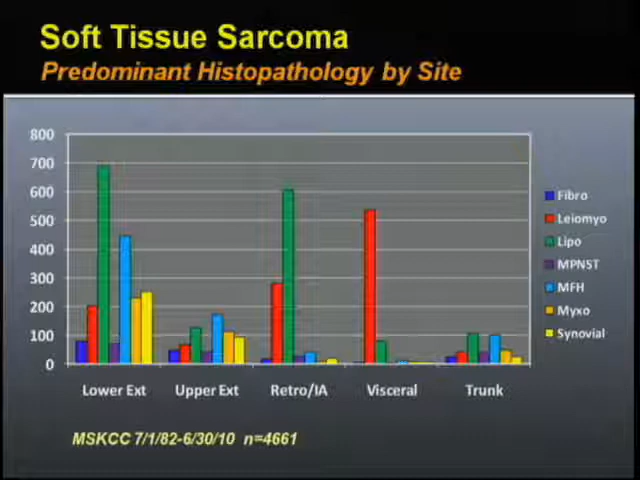 Soft Tissue Sarcoma
Predominant Histopathology by Site
800
700
600
500
400
300
200
100
0
Fibro
Leiomyo
Lipo
MPNST
MFH
Myxo
Synovial
Lower Ext
Upper Ext
Retro/IA
Visceral
Trunk
MSKCC 7/1/82-6/30/10 n=4661